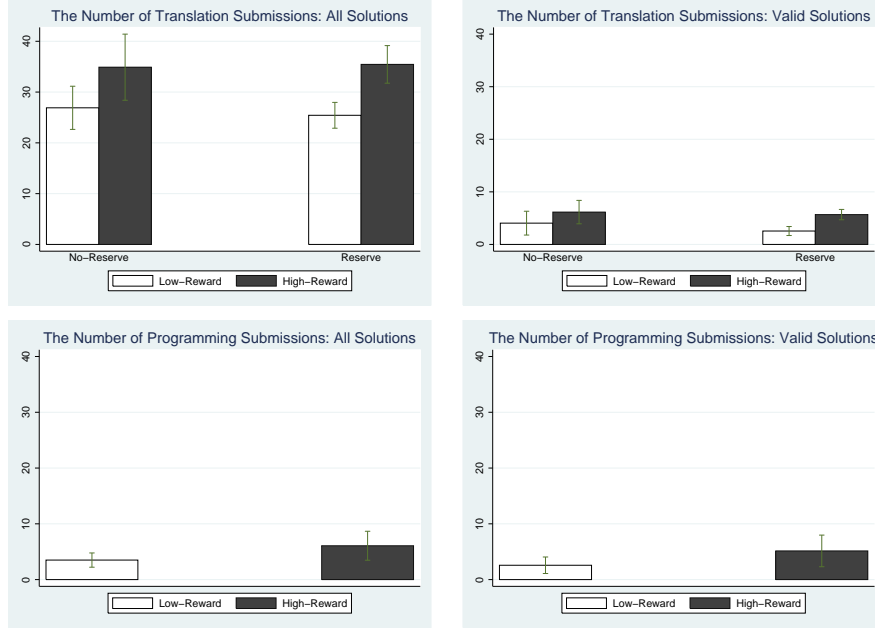 The Number of Translation Submissions: All Solutions
40
30
20
10
0
No-Reserve Reserve
Low-Reward High-Reward
The Number of Translation Submissions: Valid Solutions
40
30
20
10
0
No-Reserve Reserve
Low-Reward High-Reward
The Number of Programming Submissions: All Solutions
40
30
20
10
0
Low-Reward High-Reward
The Number of Programming Submissions: Valid Solutions
40
30
20
10
0
Low-Reward High-Reward